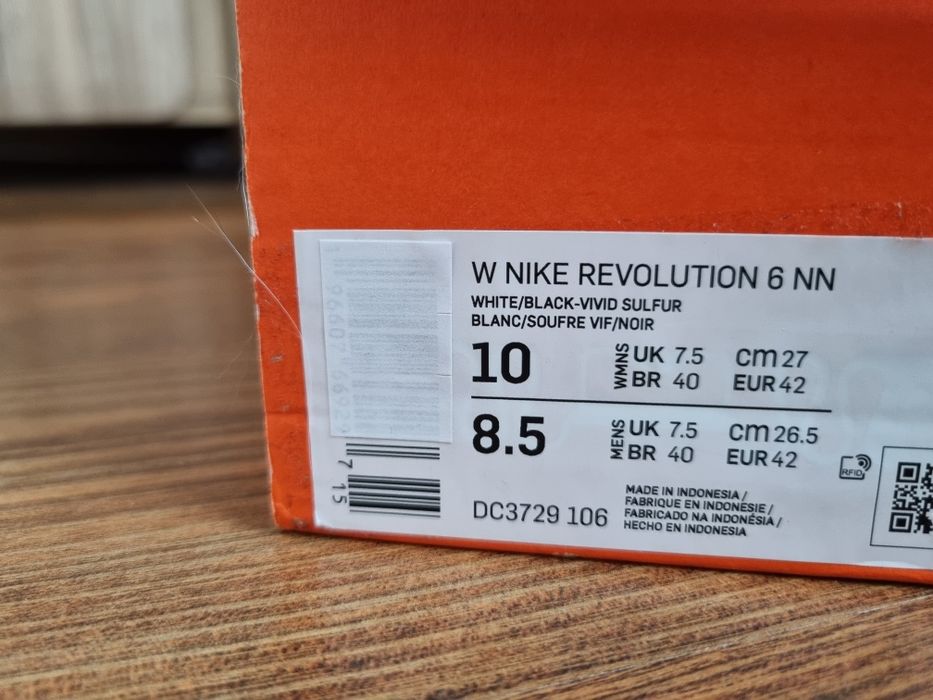 W NIKE REVOLUTION 6 NN
WHITE/BLACK-VIVID SULFUR
BLANC/SOUFRE VIF/NOIR
10 WMNS UK 7.5 cm 27
BR 40 EUR 42
8.5 MENS UK 7.5 cm 26.5
BR 40 EUR 42
RFID
DC3729 106
MADE IN INDONESIA /
FABRIQUE EN INDONÉSIE /
FABRICADO NA INDONÉSIA /
HECHO EN INDONESIA
7 15